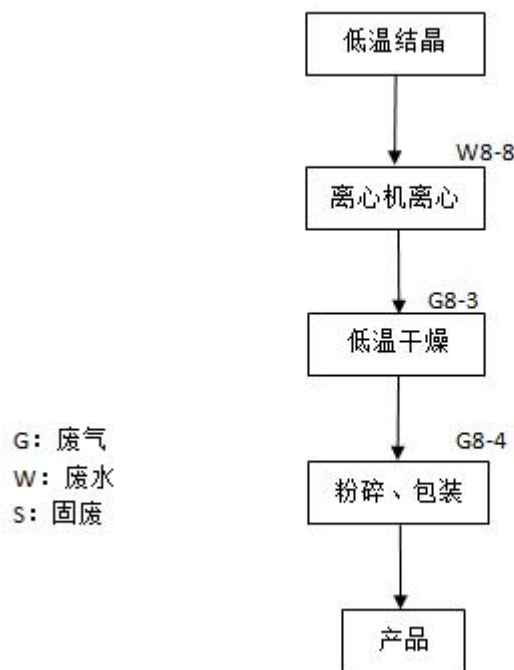 低温结晶
W8-8
离心机离心
G8-3
低温干燥
G8-4
G：废气
W：废水
S：固废
粉碎、包装
产品